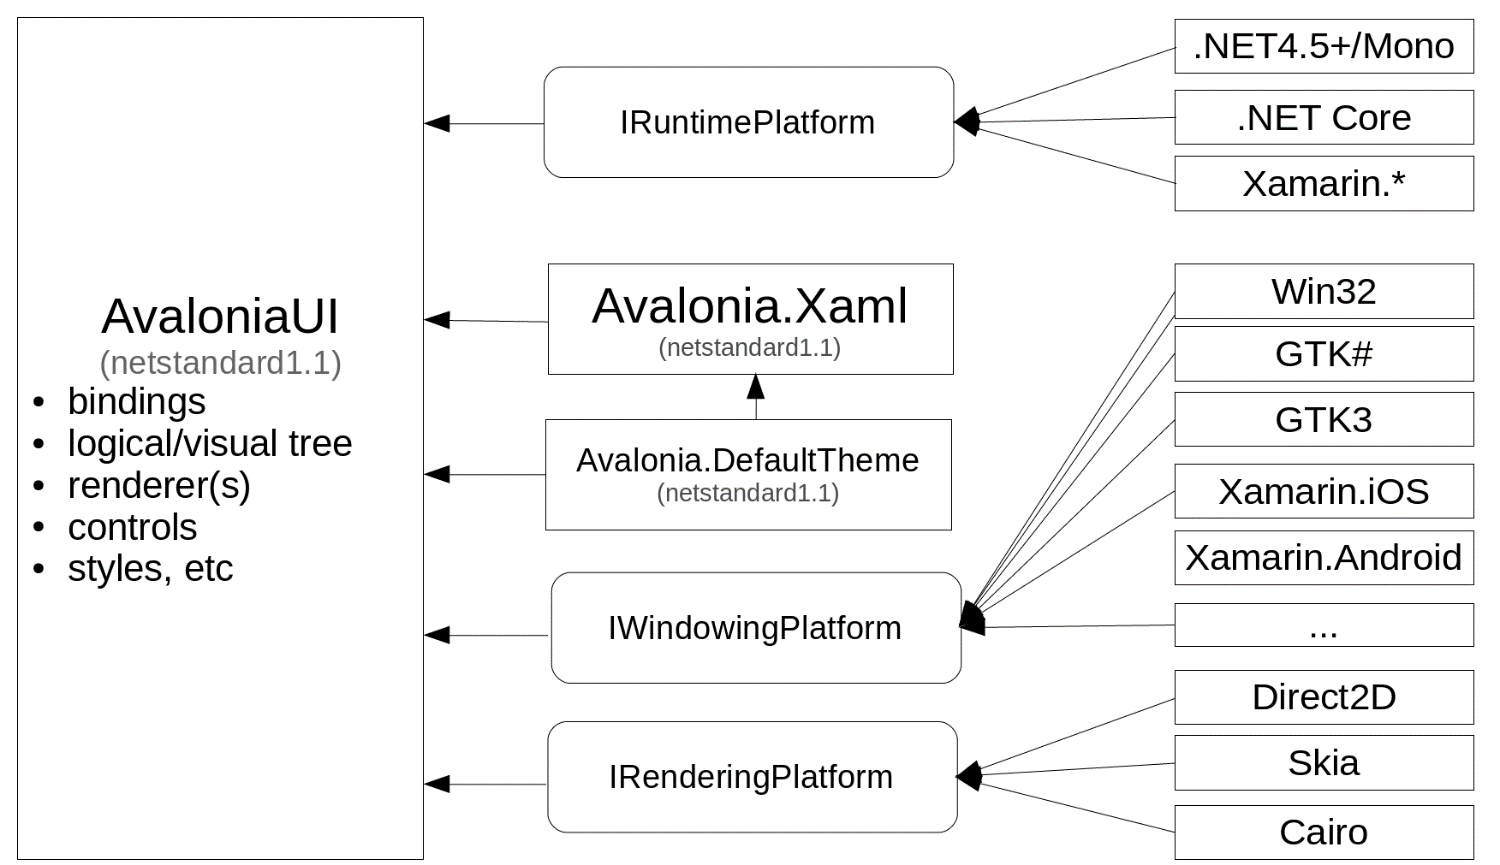 AvaloniaUI
(netstandard1.1)
• bindings
• logical/visual tree
• renderer(s)
• controls
• styles, etc
IRuntimePlatform
Avalonia.Xaml
(netstandard1.1)
Avalonia.DefaultTheme
(netstandard1.1)
IWindowingPlatform
IRenderingPlatform
.NET4.5+/Mono
.NET Core
Xamarin.*
Win32
GTK#
GTK3
Xamarin.iOS
Xamarin.Android
...
Direct2D
Skia
Cairo